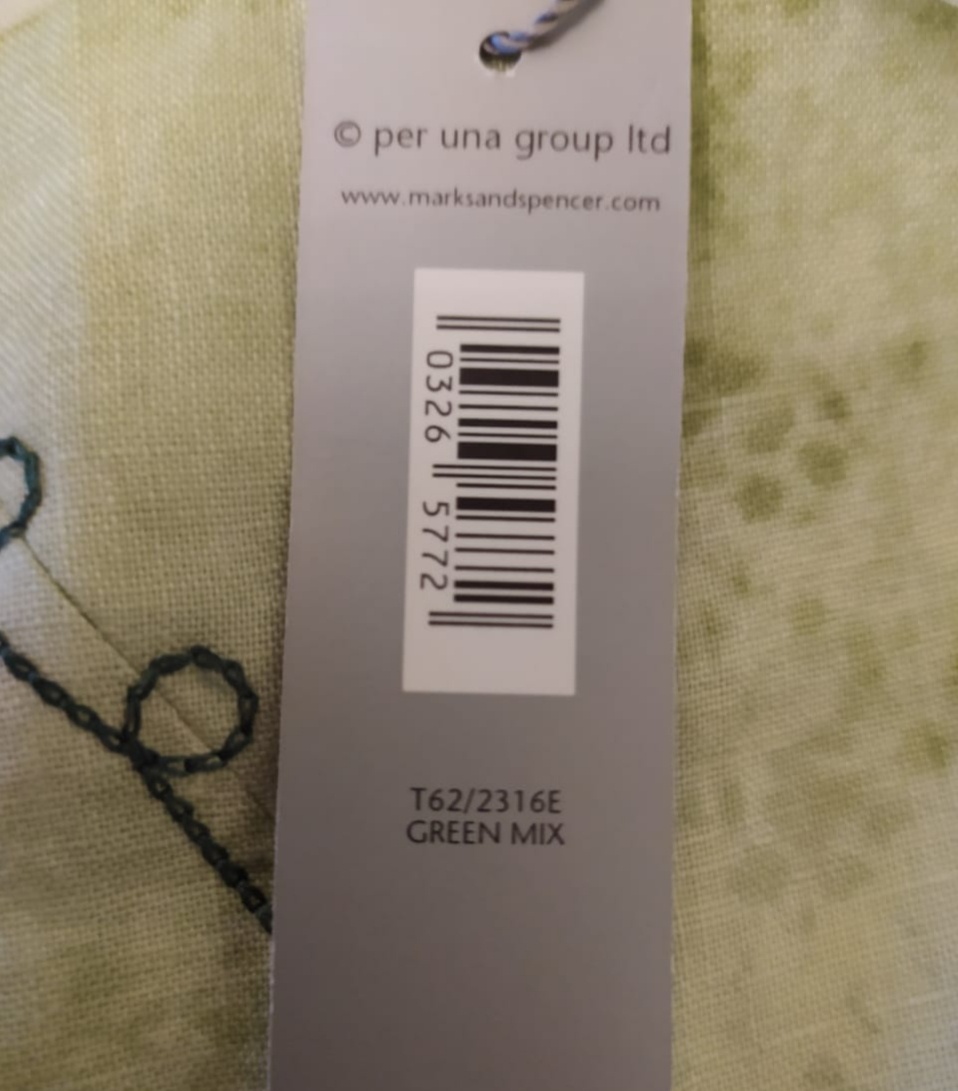 © per una group ltd
www.marksandspencer.com
0326 5772
T62/2316E
GREEN MIX